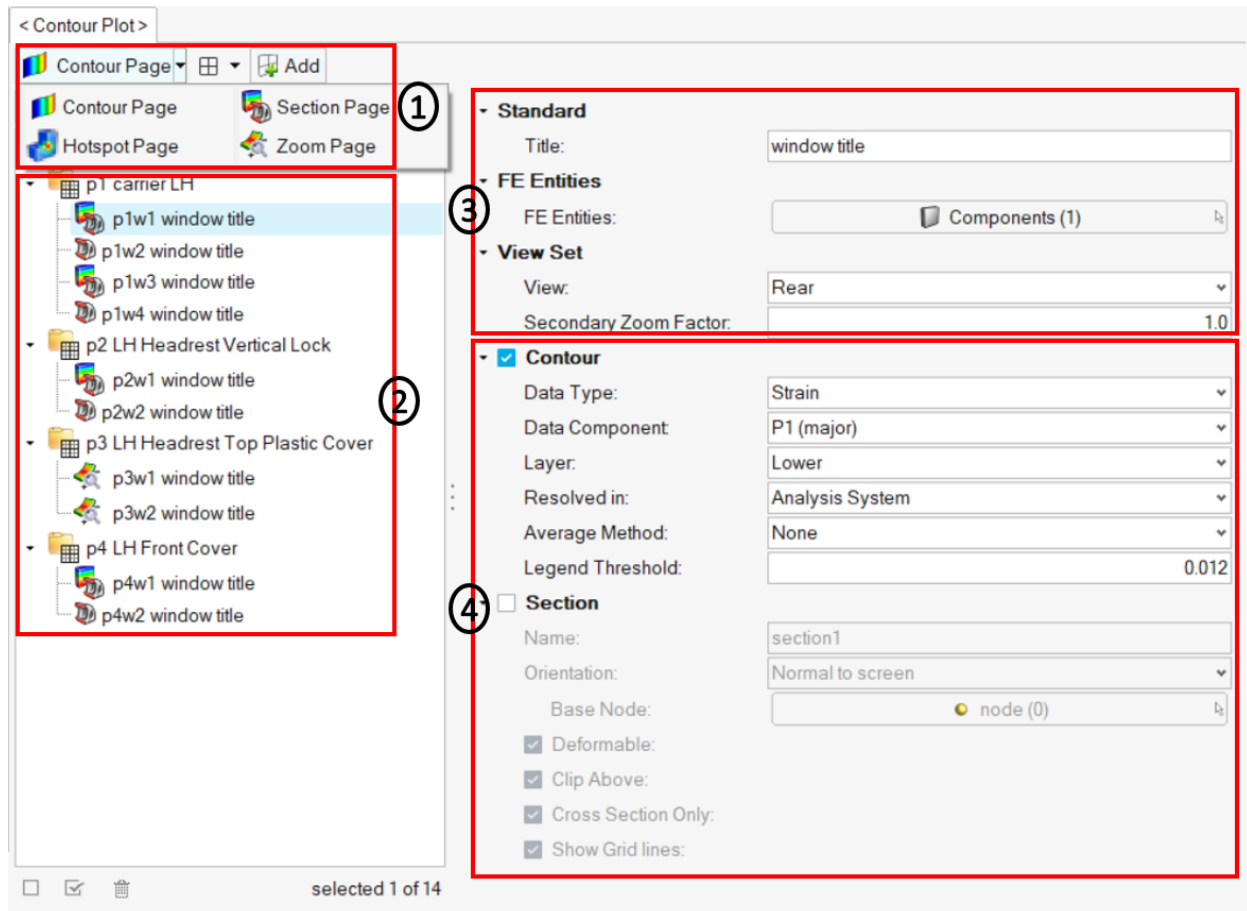 < Contour Plot >
Contour Page Add
Contour Page Section Page 1
Hotspot Page Zoom Page
p1 carrier LH
p1w1 window title
p1w2 window title
p1w3 window title
p1w4 window title
p2 LH Headrest Vertical Lock
p2w1 window title
p2w2 window title
2
p3 LH Headrest Top Plastic Cover
p3w1 window title
p3w2 window title
p4 LH Front Cover
p4w1 window title
p4w2 window title
selected 1 of 14
Standard
Title: window title
FE Entities
3
FE Entities: Components (1)
View Set
View: Rear
Secondary Zoom Factor: 1.0
Contour
Data Type: Strain
Data Component: P1 (major)
Layer: Lower
Resolved in: Analysis System
Average Method: None
Legend Threshold: 0.012
4 Section
Name: section1
Orientation: Normal to screen
Base Node: node (0)
Deformable:
Clip Above:
Cross Section Only:
Show Grid lines: